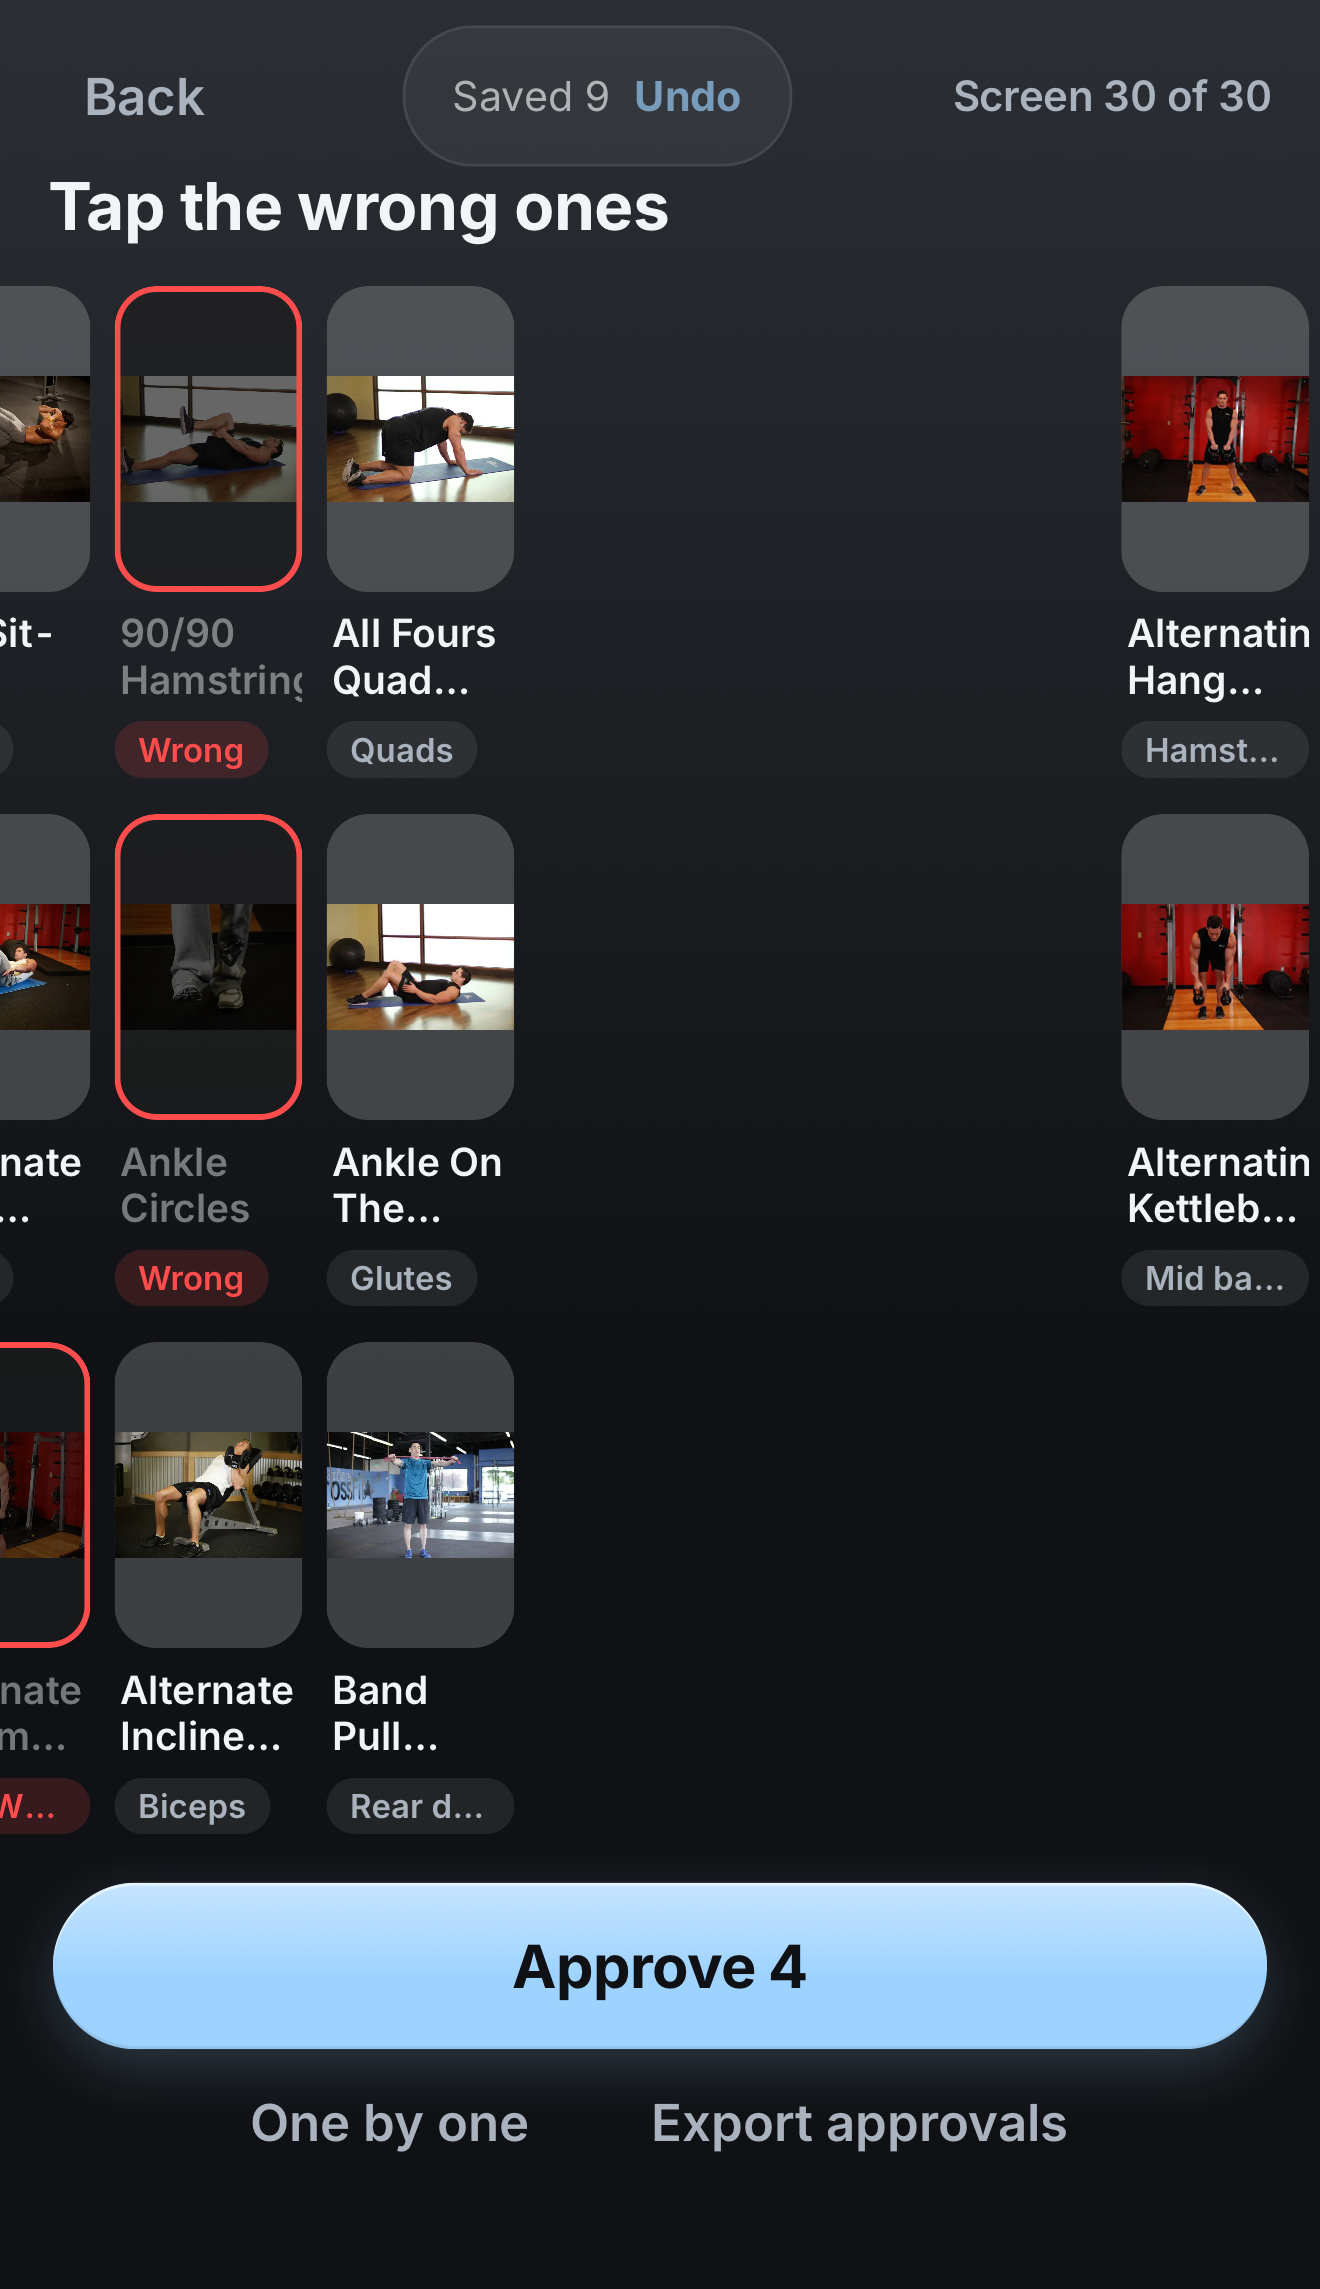 Back
Saved 9 Undo
Screen 30 of 30
Tap the wrong ones
Sit-
90/90
Hamstring
Wrong
All Fours
Quad...
Quads
Alternatin
Hang...
Hamst...
nate
...
Ankle
Circles
Wrong
Ankle On
The...
Glutes
Alternatin
Kettleb...
Mid ba...
nate
m...
W...
Alternate
Incline...
Biceps
Band
Pull...
Rear d...
Approve 4
One by one
Export approvals